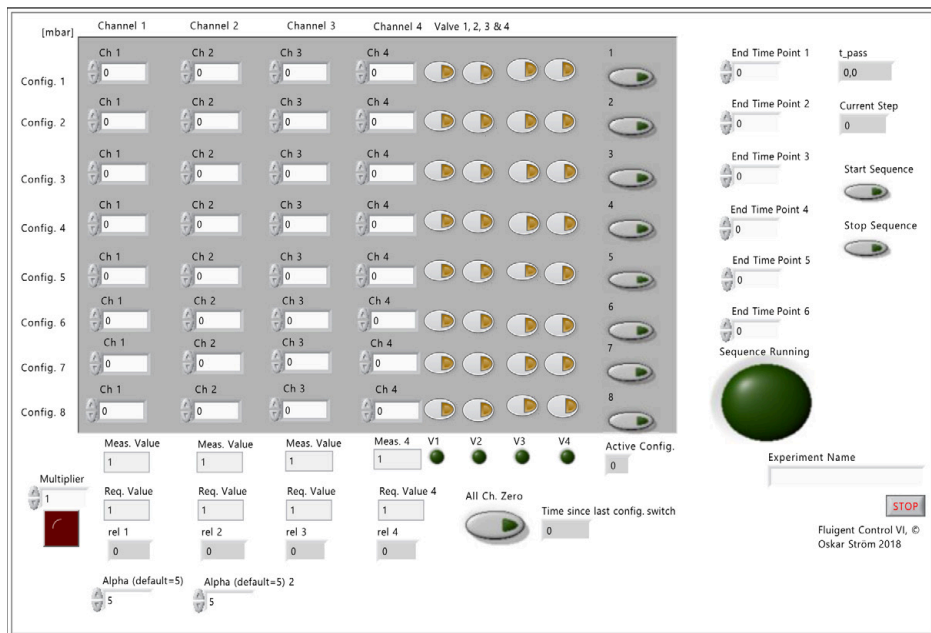 Channel 1 Channel 2 Channel 3 Channel 4 Valve 1, 2, 3 & 4
[mbar]
Ch 1 Ch 2 Ch 3 Ch 4 1
Config. 1 0 0 0 0
Ch 1 Ch 2 Ch 3 Ch 4 2
Config. 2 0 0 0 0
Ch 1 Ch 2 Ch 3 Ch 4 3
Config. 3 0 0 0 0
Ch 1 Ch 2 Ch 3 Ch 4 4
Config. 4 0 0 0 0
Ch 1 Ch 2 Ch 3 Ch 4 5
Config. 5 0 0 0 0
Ch 1 Ch 2 Ch 3 Ch 4 6
Config. 6 0 0 0 0
Ch 1 Ch 2 Ch 3 Ch 4 7
Config. 7 0 0 0 0
Ch 1 Ch 2 Ch 3 Ch 4 8
Config. 8 0 0 0 0
Meas. Value Meas. Value Meas. Value Meas. 4 V1 V2 V3 V4 Active Config.
1 1 1 1 0
Multiplier
1
Req. Value Req. Value Req. Value Req. Value 4 All Ch. Zero
1 1 1 1
Time since last config. switch
0
rel 1 rel 2 rel 3 rel 4
0 0 0 0
Alpha (default=5) Alpha (default=5) 2
5 5
End Time Point 1 t_pass
0 0,0
End Time Point 2 Current Step
0 0
End Time Point 3
0
Start Sequence
End Time Point 4
0
Stop Sequence
End Time Point 5
0
End Time Point 6
0
Sequence Running
Experiment Name
STOP
Fluigent Control VI, ©
Oskar Ström 2018